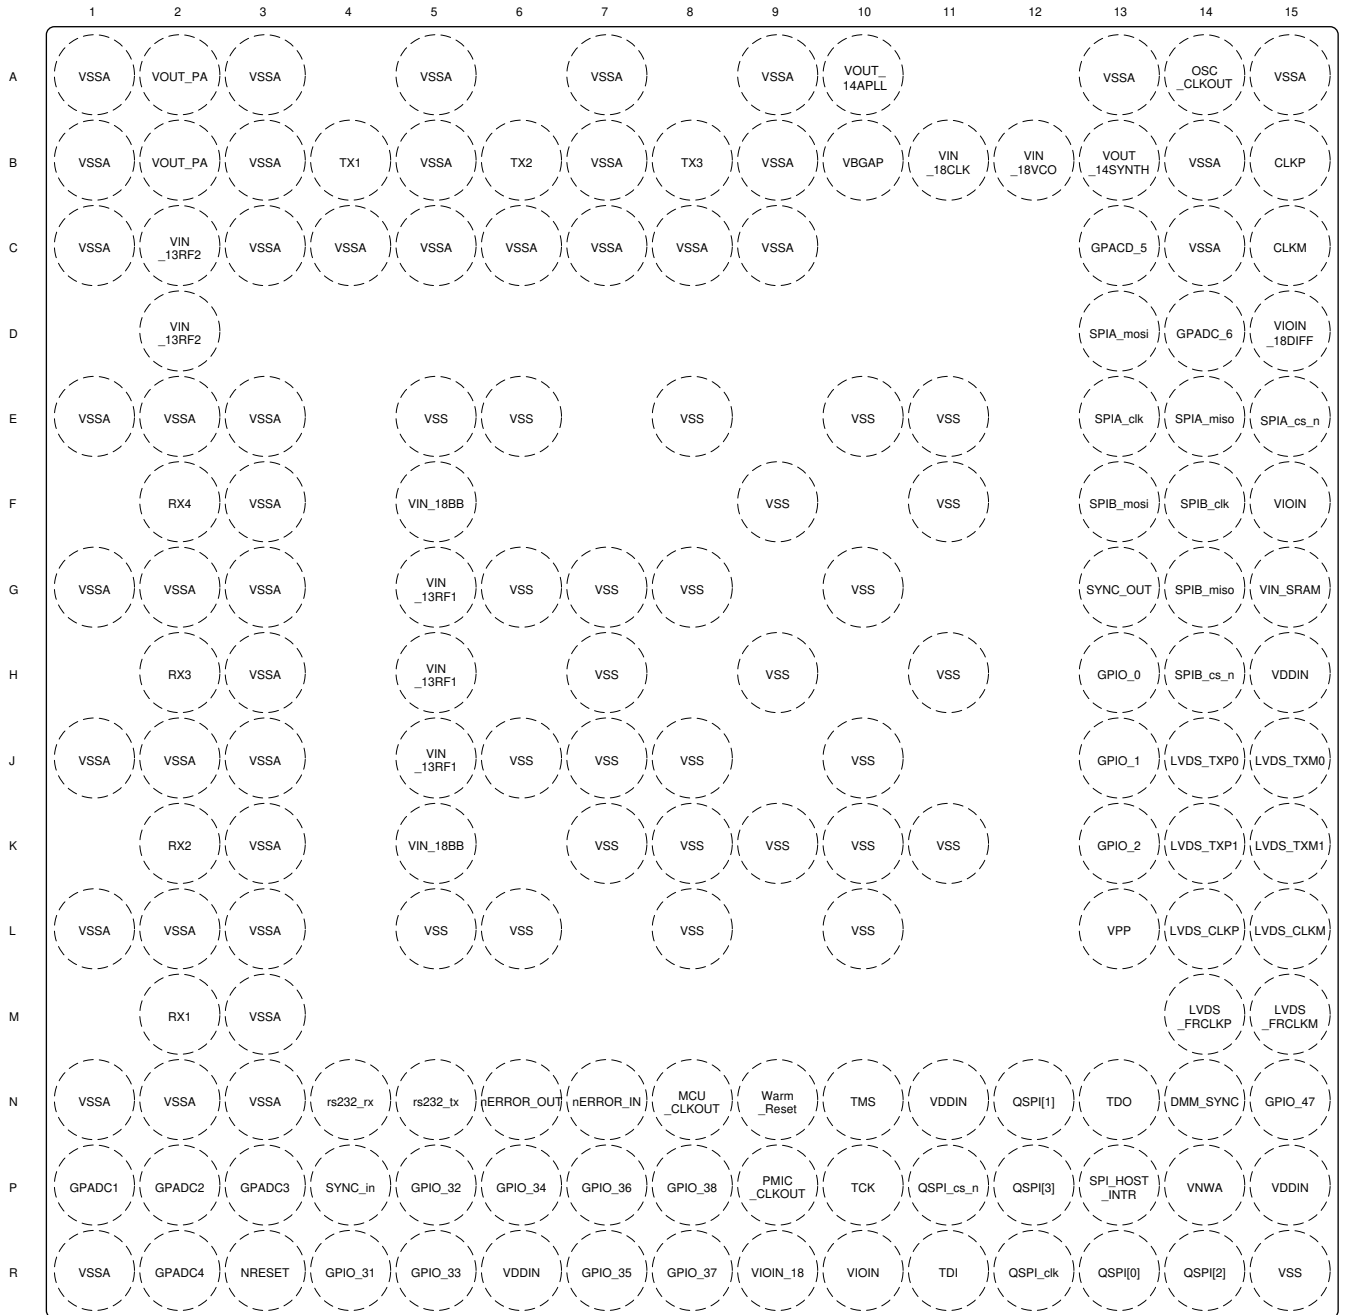 1 2 3 4 5 6 7 8 9 10 11 12 13 14 15
A VSSA VOUT_PA VSSA VSSA VSSA VSSA VOUT_ 14APLL VSSA OSC _CLKOUT VSSA
B VSSA VOUT_PA VSSA TX1 VSSA TX2 VSSA TX3 VSSA VBGAP VIN _18CLK VIN _18VCO VOUT _14SYNTH VSSA CLKP
C VSSA VIN _13RF2 VSSA VSSA VSSA VSSA VSSA VSSA VSSA GPACD_5 VSSA CLKM
D VIN _13RF2 SPIA_mosi GPADC_6 VIOIN _18DIFF
E VSSA VSSA VSSA VSS VSS VSS VSS VSS SPIA_clk SPIA_miso SPIA_cs_n
F RX4 VSSA VIN_18BB VSS VSS SPIB_mosi SPIB_clk VIOIN
G VSSA VSSA VSSA VIN _13RF1 VSS VSS VSS VSS SYNC_OUT SPIB_miso VIN_SRAM
H RX3 VSSA VIN _13RF1 VSS VSS VSS GPIO_0 SPIB_cs_n VDDIN
J VSSA VSSA VSSA VIN _13RF1 VSS VSS VSS VSS GPIO_1 LVDS_TXP0 LVDS_TXM0
K RX2 VSSA VIN_18BB VSS VSS VSS VSS VSS GPIO_2 LVDS_TXP1 LVDS_TXM1
L VSSA VSSA VSSA VSS VSS VSS VSS VPP LVDS_CLKP LVDS_CLKM
M RX1 VSSA LVDS _FRCLKP LVDS _FRCLKM
N VSSA VSSA VSSA rs232_rx rs232_tx nERROR_OUT nERROR_IN MCU _CLKOUT Warm _Reset TMS VDDIN QSPI[1] TDO DMM_SYNC GPIO_47
P GPADC1 GPADC2 GPADC3 SYNC_in GPIO_32 GPIO_34 GPIO_36 GPIO_38 PMIC _CLKOUT TCK QSPI_cs_n QSPI[3] SPI_HOST _INTR VNWA VDDIN
R VSSA GPADC4 NRESET GPIO_31 GPIO_33 VDDIN GPIO_35 GPIO_37 VIOIN_18 VIOIN TDI QSPI_clk QSPI[0] QSPI[2] VSS